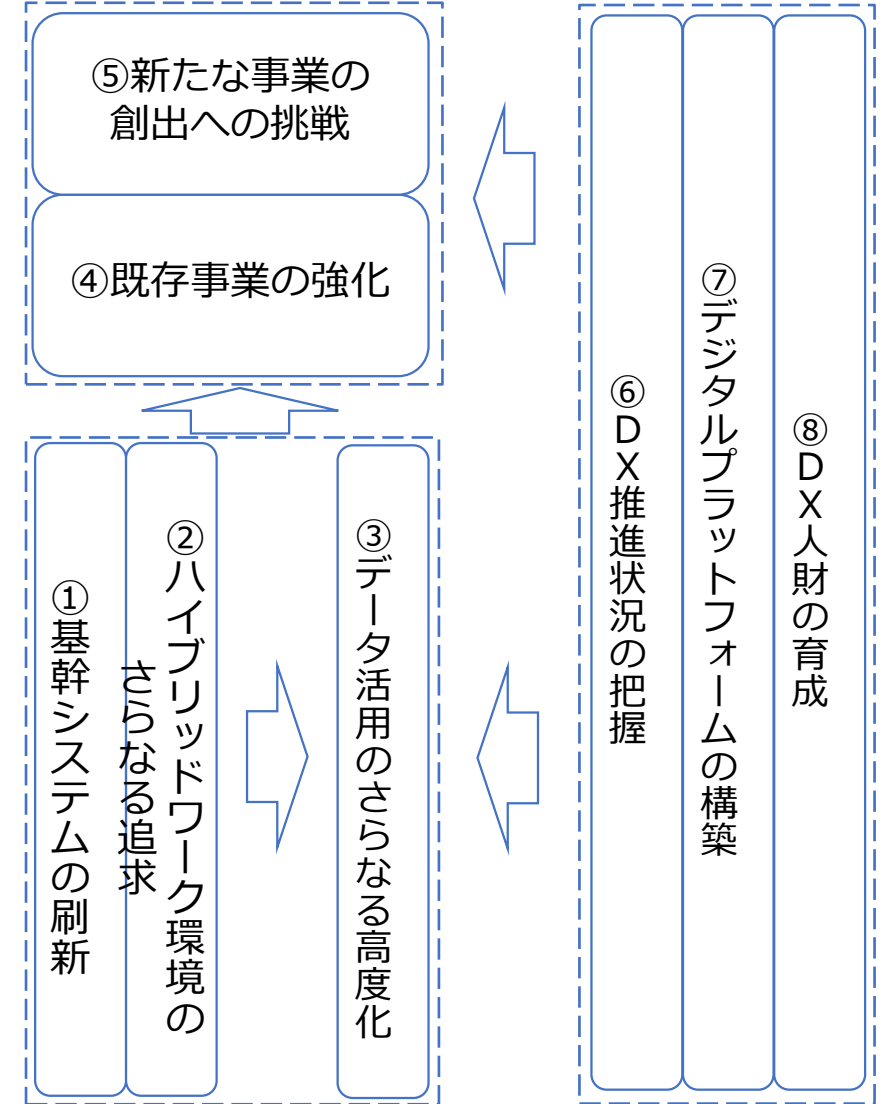 ⑤新たな事業の
創出への挑戦
④既存事業の強化
①基幹システムの刷新
②ハイブリッドワーク環境の
さらなる追求
③データ活用のさらなる高度化
⑥DX推進状況の把握
⑦デジタルプラットフォームの構築
⑧DX人財の育成